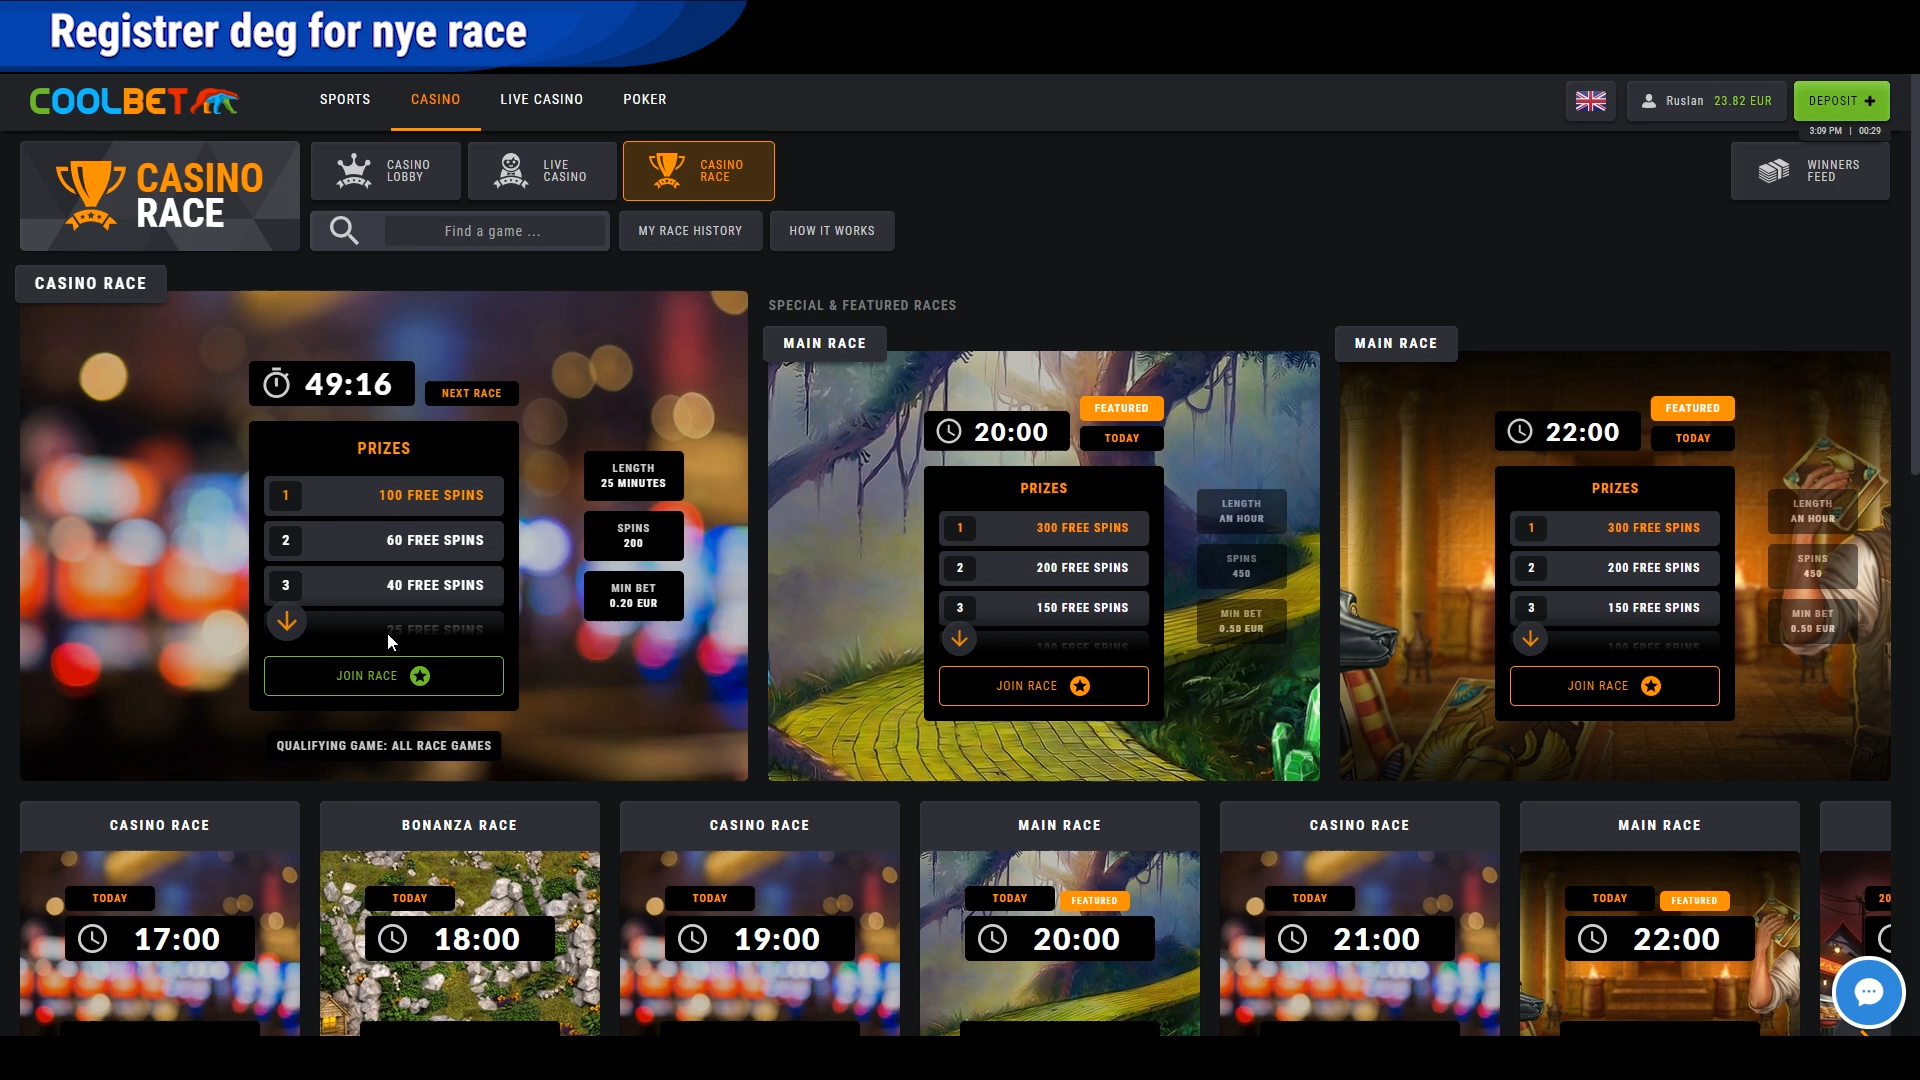 Registrer deg for nye race
COOLBET
SPORTS
CASINO
LIVE CASINO
POKER
Ruslan 23.82 EUR
DEPOSIT
3:09 PM | 00:29
CASINO
RACE
CASINO
LOBBY
LIVE
CASINO
CASINO
RACE
WINNERS
FEED
Find a game ...
MY RACE HISTORY
HOW IT WORKS
CASINO RACE
49:16
NEXT RACE
PRIZES
1 100 FREE SPINS
2 60 FREE SPINS
3 40 FREE SPINS
25 FREE SPINS
JOIN RACE
LENGTH
25 MINUTES
SPINS
200
MIN BET
0.20 EUR
QUALIFYING GAME: ALL RACE GAMES
SPECIAL & FEATURED RACES
MAIN RACE
20:00
FEATURED
TODAY
PRIZES
1 300 FREE SPINS
2 200 FREE SPINS
3 150 FREE SPINS
100 FREE SPINS
JOIN RACE
LENGTH
AN HOUR
SPINS
450
MIN BET
0.50 EUR
MAIN RACE
22:00
FEATURED
TODAY
PRIZES
1 300 FREE SPINS
2 200 FREE SPINS
3 150 FREE SPINS
100 FREE SPINS
JOIN RACE
LENGTH
AN HOUR
SPINS
450
MIN BET
0.50 EUR
CASINO RACE
TODAY
17:00
BONANZA RACE
TODAY
18:00
CASINO RACE
TODAY
19:00
MAIN RACE
TODAY
FEATURED
20:00
CASINO RACE
TODAY
21:00
MAIN RACE
TODAY
FEATURED
22:00
20